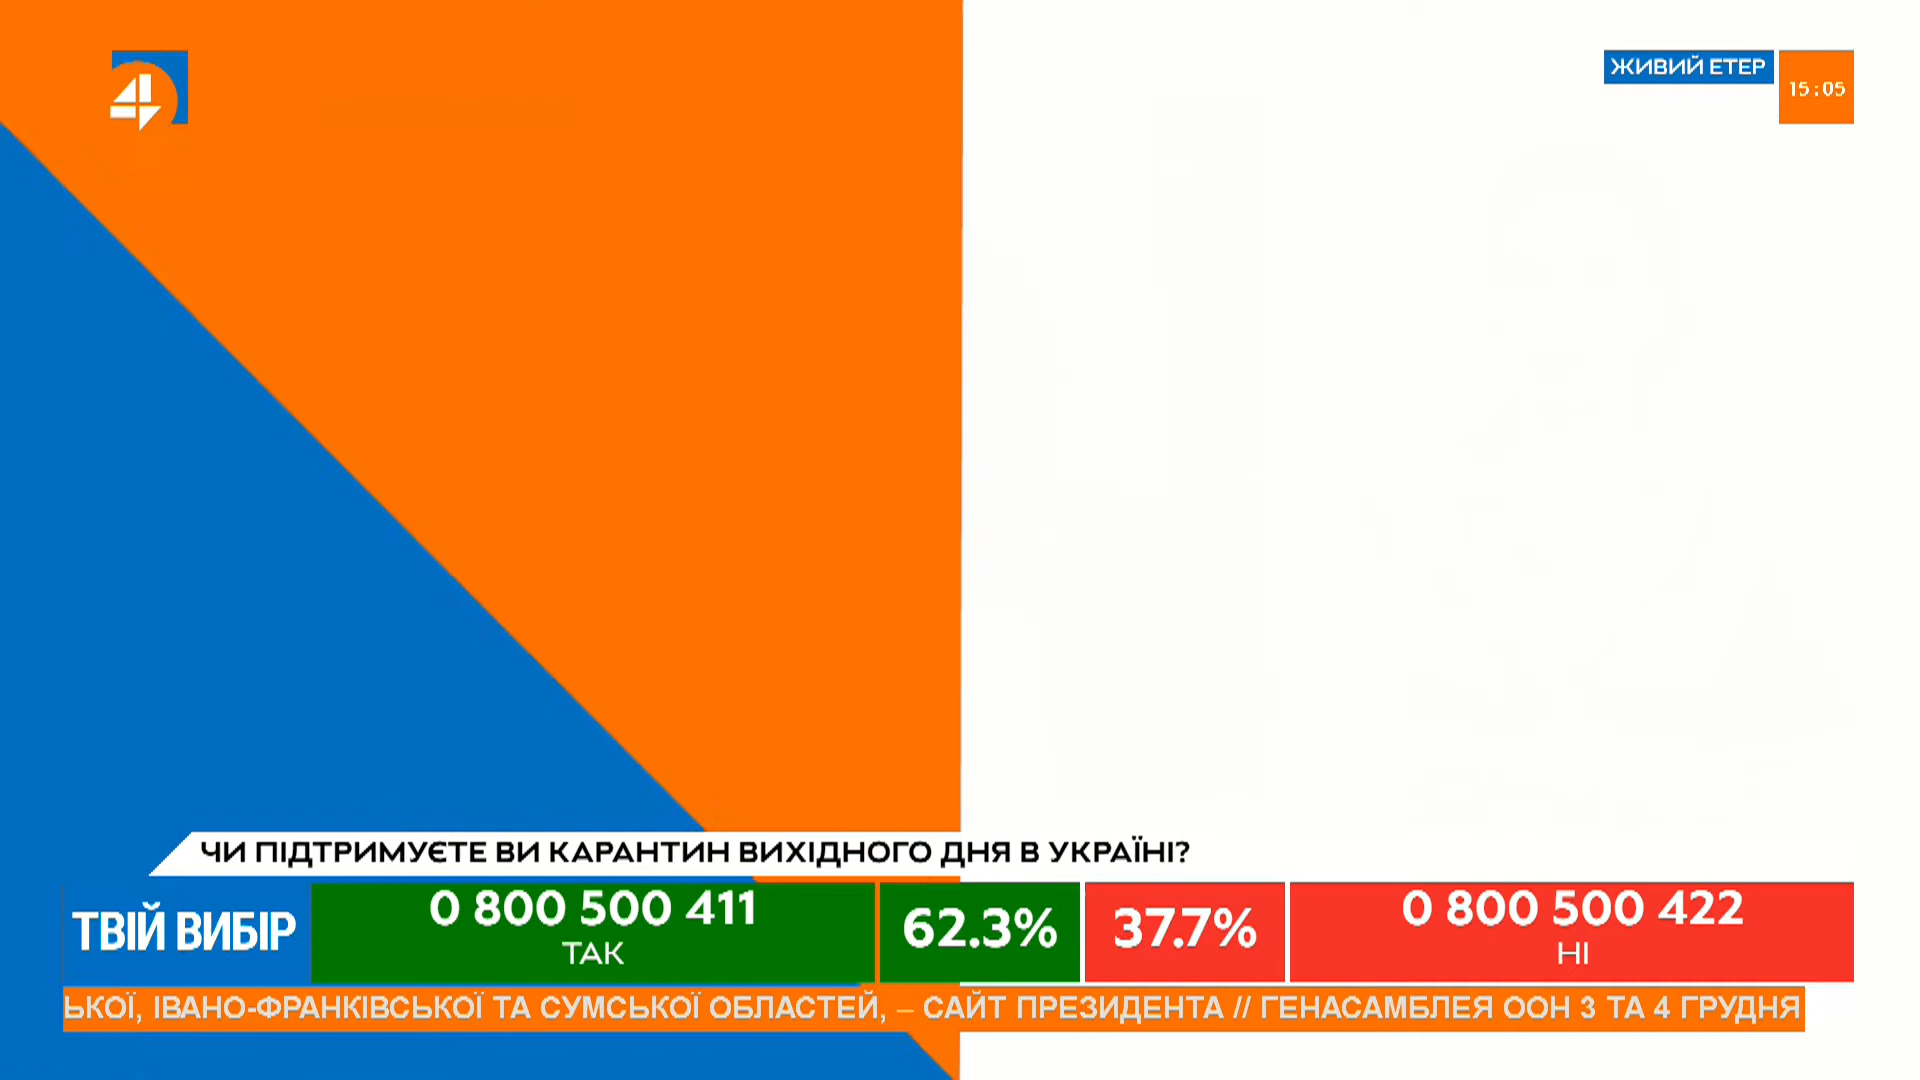 4
ЖИВИЙ ЕТЕР
15:05
ЧИ ПІДТРИМУЄТЕ ВИ КАРАНТИН ВИХІДНОГО ДНЯ В УКРАЇНІ?
ТВІЙ ВИБІР
0 800 500 411
ТАК
62.3%
37.7%
0 800 500 422
НІ
ЬКОЇ, ІВАНО-ФРАНКІВСЬКОЇ ТА СУМСЬКОЇ ОБЛАСТЕЙ, – САЙТ ПРЕЗИДЕНТА // ГЕНАСАМБЛЕЯ ООН 3 ТА 4 ГРУДНЯ